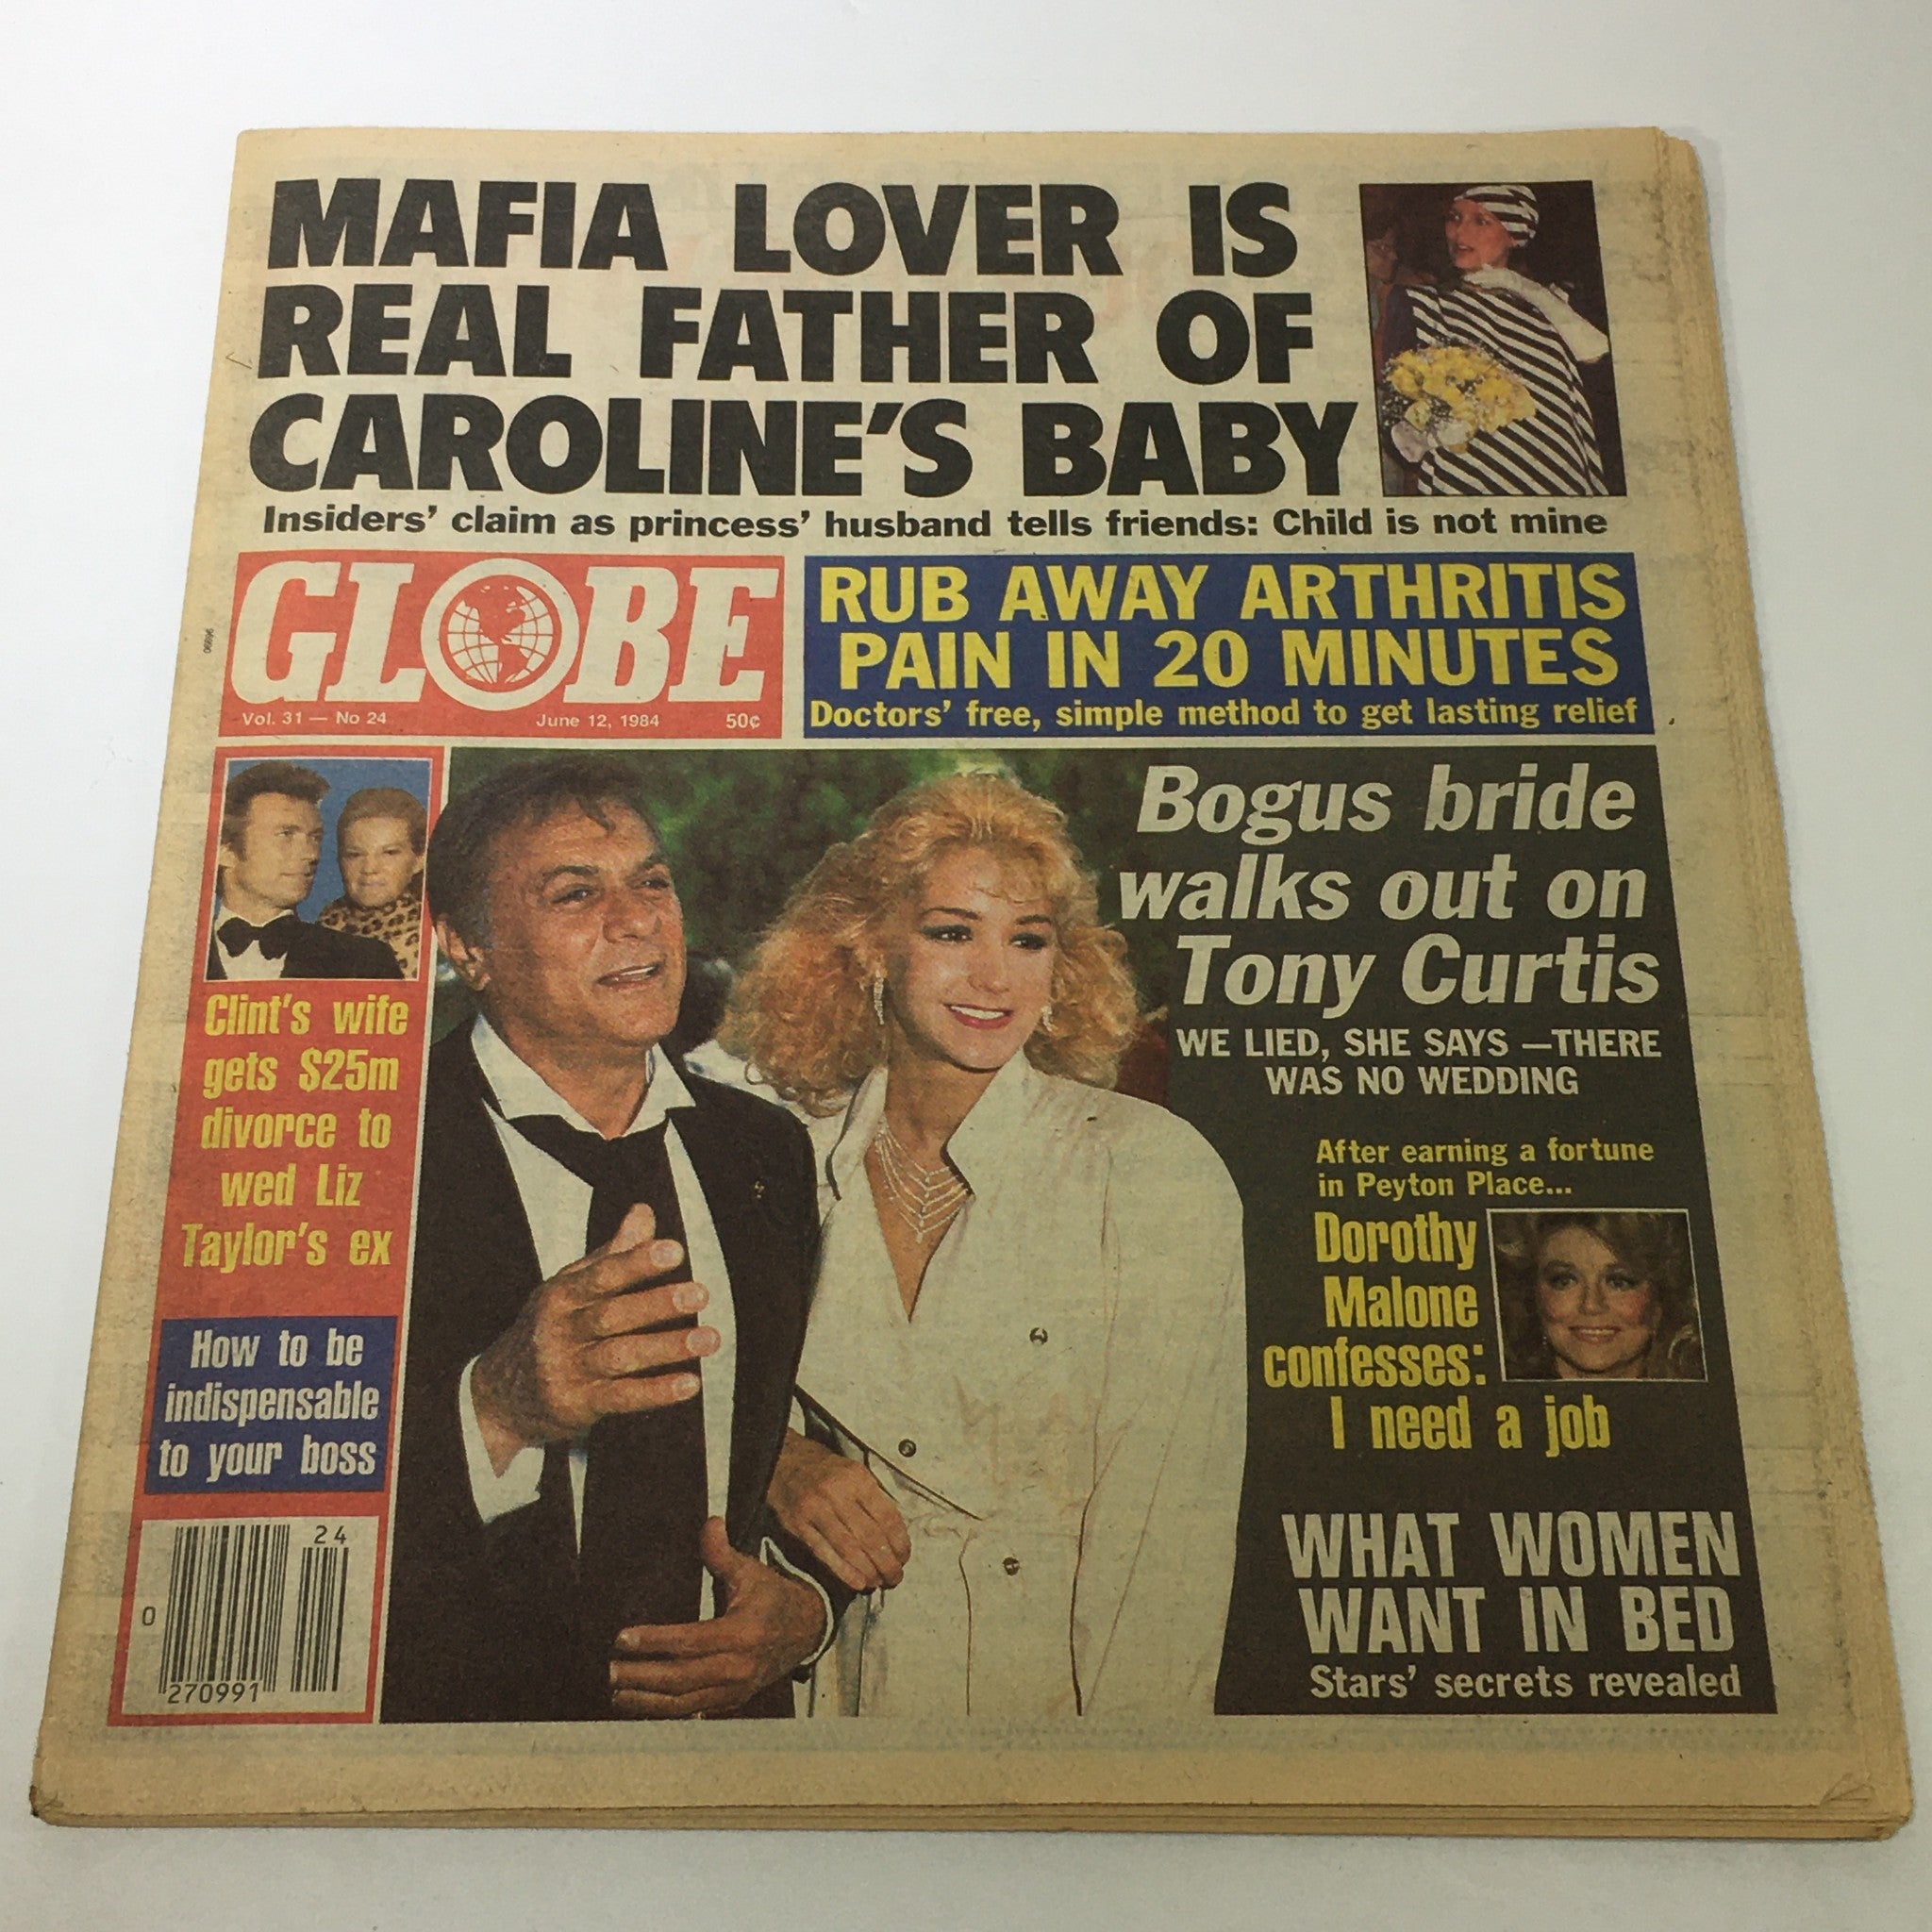 MAFIA LOVER IS
REAL FATHER OF
CAROLINE'S BABY
Insiders' claim as princess' husband tells friends: Child is not mine
GLOBE
Vol. 31 — No 24 June 12, 1984 50¢
RUB AWAY ARTHRITIS
PAIN IN 20 MINUTES
Doctors' free, simple method to get lasting relief
Clint's wife
gets $25m
divorce to
wed Liz
Taylor's ex
How to be
indispensable
to your boss
24
0
270991
Bogus bride
walks out on
Tony Curtis
WE LIED, SHE SAYS —THERE
WAS NO WEDDING
After earning a fortune
in Peyton Place...
Dorothy
Malone
confesses:
I need a job
WHAT WOMEN
WANT IN BED
Stars' secrets revealed